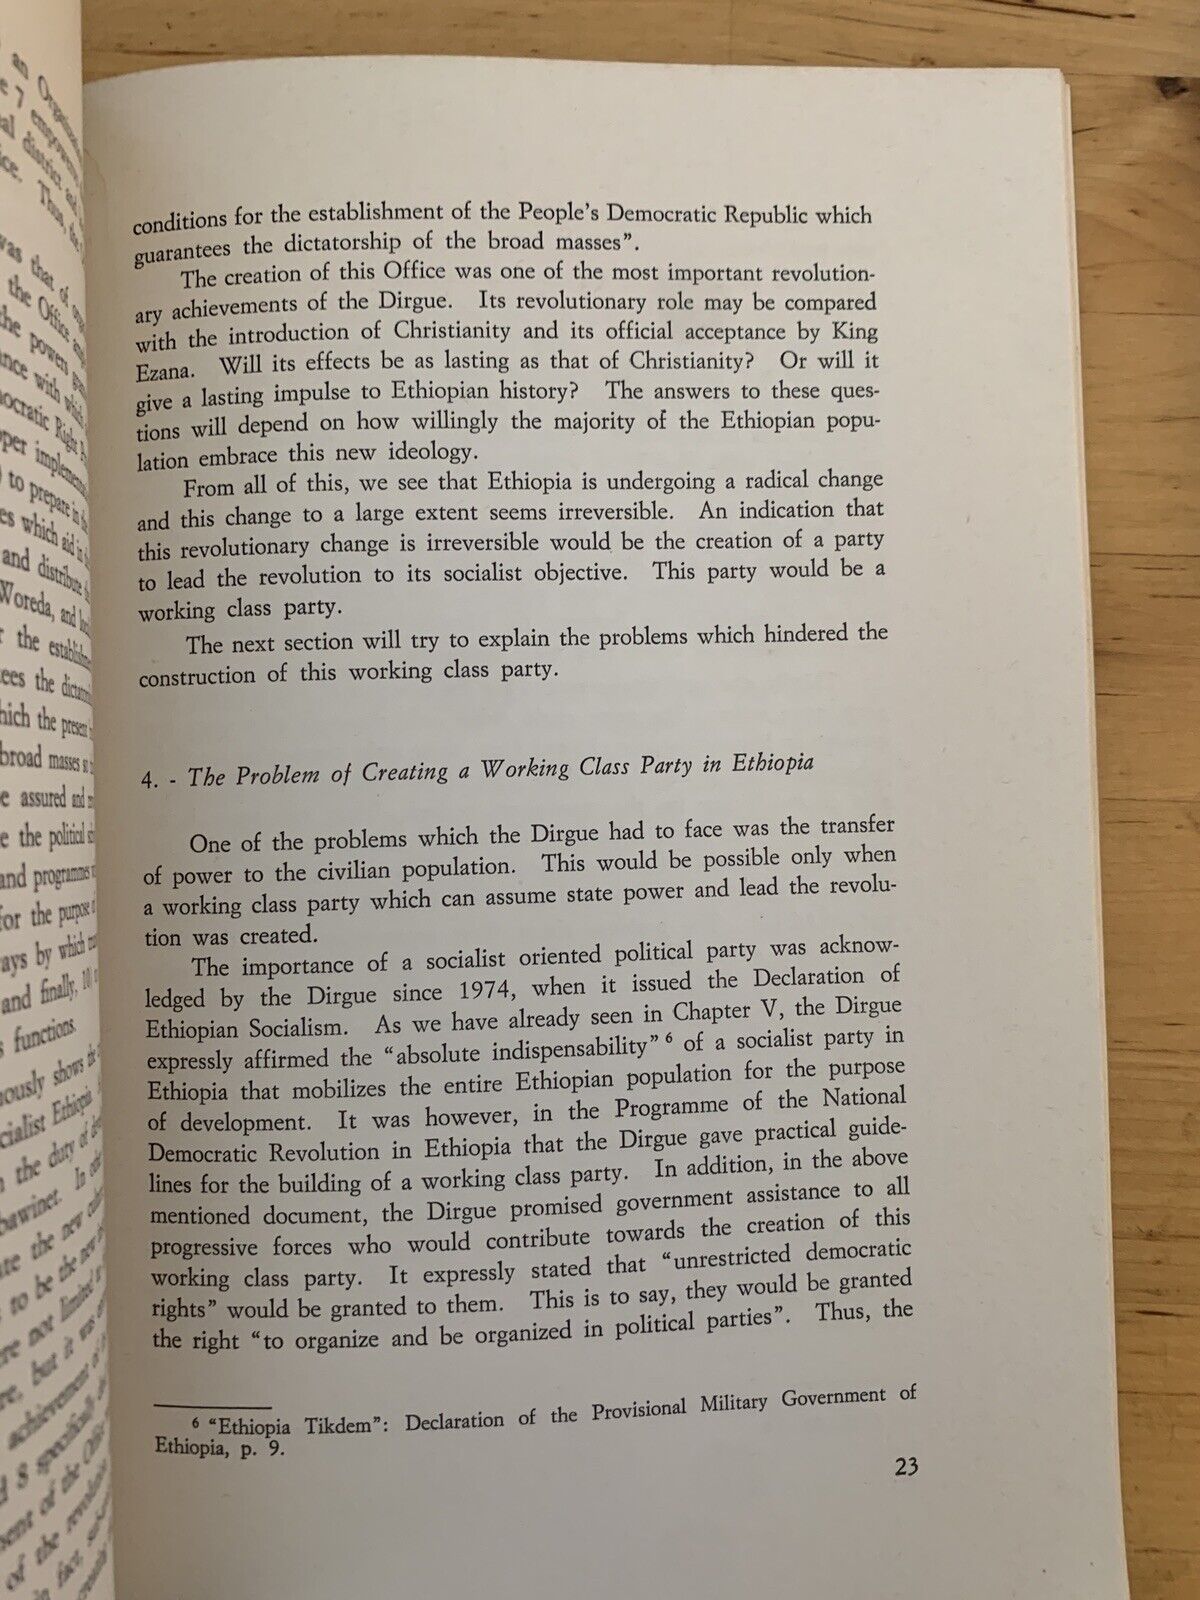 conditions for the establishment of the People's Democratic Republic which
guarantees the dictatorship of the broad masses”.
The creation of this Office was one of the most important revolution-
ary achievements of the Dirgue. Its revolutionary role may be compared
with the introduction of Christianity and its official acceptance by King
Ezana. Will its effects be as lasting as that of Christianity? Or will it
give a lasting impulse to Ethiopian history? The answers to these ques-
tions will depend on how willingly the majority of the Ethiopian popu-
lation embrace this new ideology.
From all of this, we see that Ethiopia is undergoing a radical change
and this change to a large extent seems irreversible. An indication that
this revolutionary change is irreversible would be the creation of a party
to lead the revolution to its socialist objective. This party would be a
working class party.
The next section will try to explain the problems which hindered the
construction of this working class party.
4. - The Problem of Creating a Working Class Party in Ethiopia
One of the problems which the Dirgue had to face was the transfer
of power to the civilian population. This would be possible only when
a working class party which can assume state power and lead the revolu-
tion was created.
The importance of a socialist oriented political party was acknow-
ledged by the Dirgue since 1974, when it issued the Declaration of
Ethiopian Socialism. As we have already seen in Chapter V, the Dirgue
expressly affirmed the “absolute indispensability” 6 of a socialist party in
Ethiopia that mobilizes the entire Ethiopian population for the purpose
of development. It was however, in the Programme of the National
Democratic Revolution in Ethiopia that the Dirgue gave practical guide-
lines for the building of a working class party. In addition, in the above
mentioned document, the Dirgue promised government assistance to all
progressive forces who would contribute towards the creation of this
working class party. It expressly stated that “unrestricted democratic
rights” would be granted to them. This is to say, they would be granted
the right “to organize and be organized in political parties”. Thus, the
6 “Ethiopia Tikdem”: Declaration of the Provisional Military Government of
Ethiopia, p. 9.
23